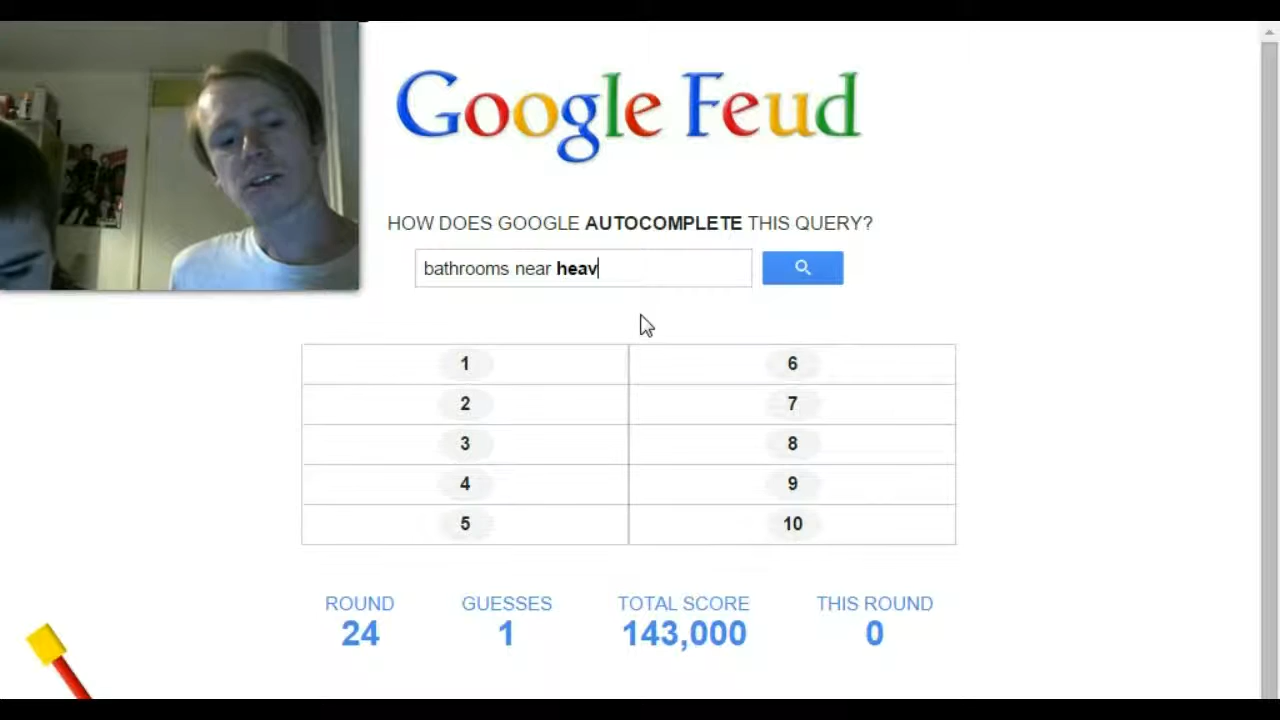 Google Feud
HOW DOES GOOGLE AUTOCOMPLETE THIS QUERY?
bathrooms near heav
1 6
2 7
3 8
4 9
5 10
ROUND GUESSES TOTAL SCORE THIS ROUND
24 1 143,000 0